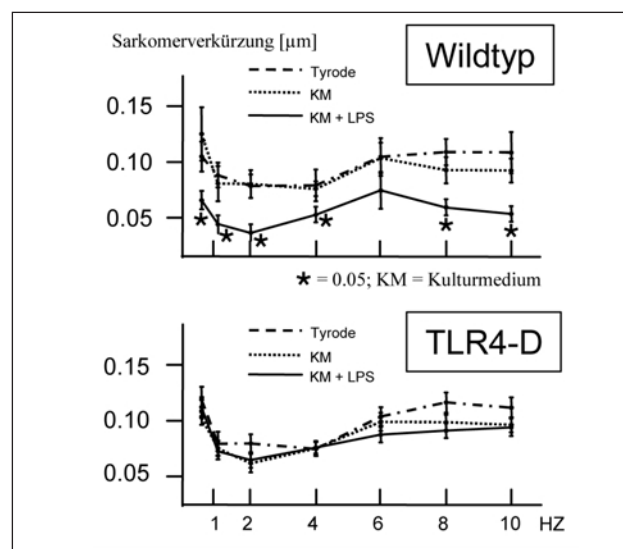 Sarkomerverkürzung [µm]
Wildtyp
Tyrode
KM
KM + LPS
0.15
0.10
0.05
* * * * * *
★ = 0.05; KM = Kulturmedium
TLR4-D
Tyrode
KM
KM + LPS
0.15
0.10
0.05
1 2 4 6 8 10 HZ